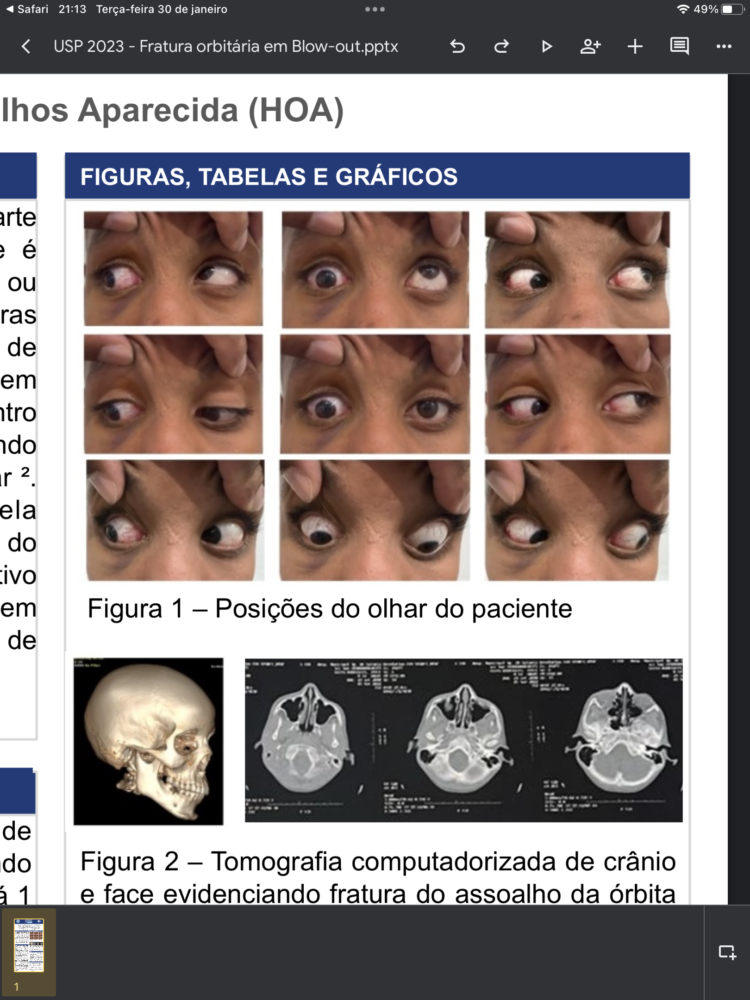 Safari 21:13 Terça-feira 30 de janeiro
49%
USP 2023 - Fratura orbitária em Blow-out.pptx
lhos Aparecida (HOA)
FIGURAS, TABELAS E GRÁFICOS
arte
e é
ou
ras
de
em
ntro
ndo
ar ².
ela
do
tivo
em
de
Figura 1 – Posições do olhar do paciente
Figura 2 – Tomografia computadorizada de crânio
e face evidenciando fratura do assoalho da órbita
de
ndo
á 1
1